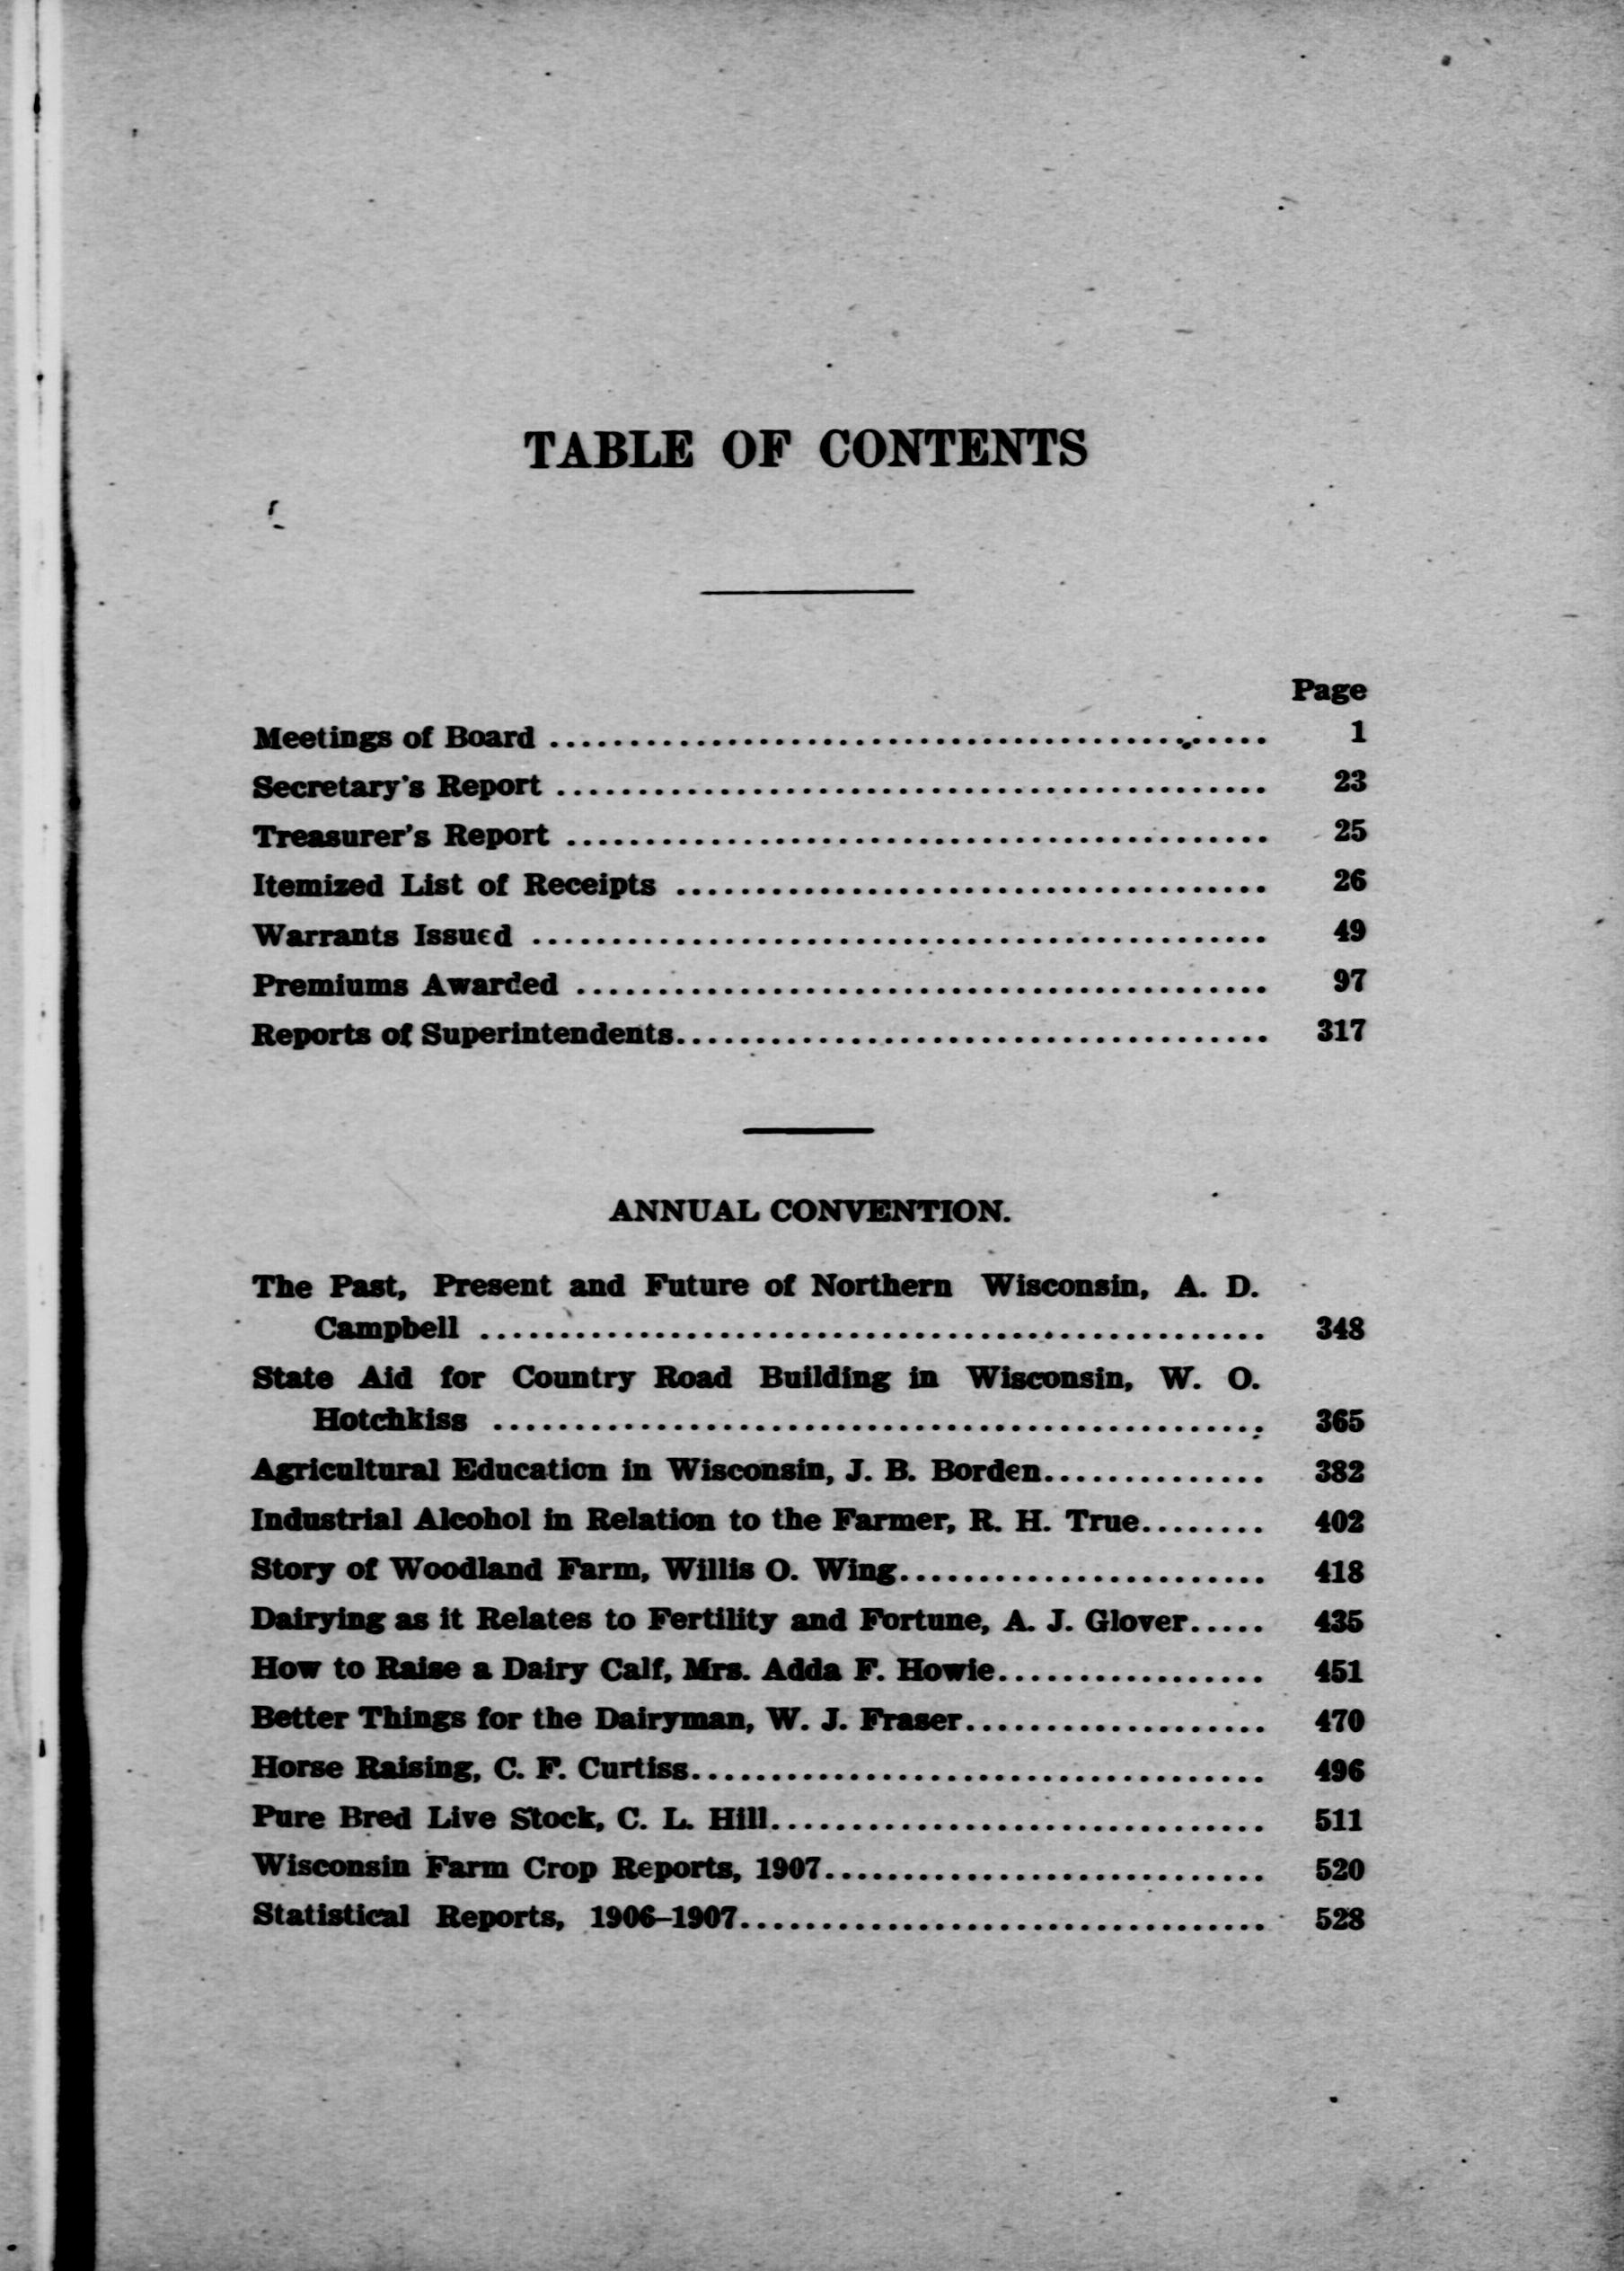 TABLE OF CONTENTS
Page
Meetings of Board ............................................. 1
Secretary's Report ............................................. 23
Treasurer's Report ............................................. 25
Itemized List of Receipts ..................................... 26
Warrants Issued ............................................... 49
Premiums Awarded ............................................ 97
Reports of Superintendents..................................... 317
ANNUAL CONVENTION.
The Past, Present and Future of Northern Wisconsin, A. D.
Campbell .................................................. 348
State Aid for Country Road Building in Wisconsin, W. O.
Hotchkiss ................................................. 365
Agricultural Education in Wisconsin, J. B. Borden.............. 382
Industrial Alcohol in Relation to the Farmer, R. H. True........ 402
Story of Woodland Farm, Willis O. Wing....................... 418
Dairying as it Relates to Fertility and Fortune, A. J. Glover..... 435
How to Raise a Dairy Calf, Mrs. Adda F. Howie................. 451
Better Things for the Dairyman, W. J. Fraser................... 470
Horse Raising, C. F. Curtiss.................................... 496
Pure Bred Live Stock, C. L. Hill............................... 511
Wisconsin Farm Crop Reports, 1907............................ 520
Statistical Reports, 1906–1907................................. 528